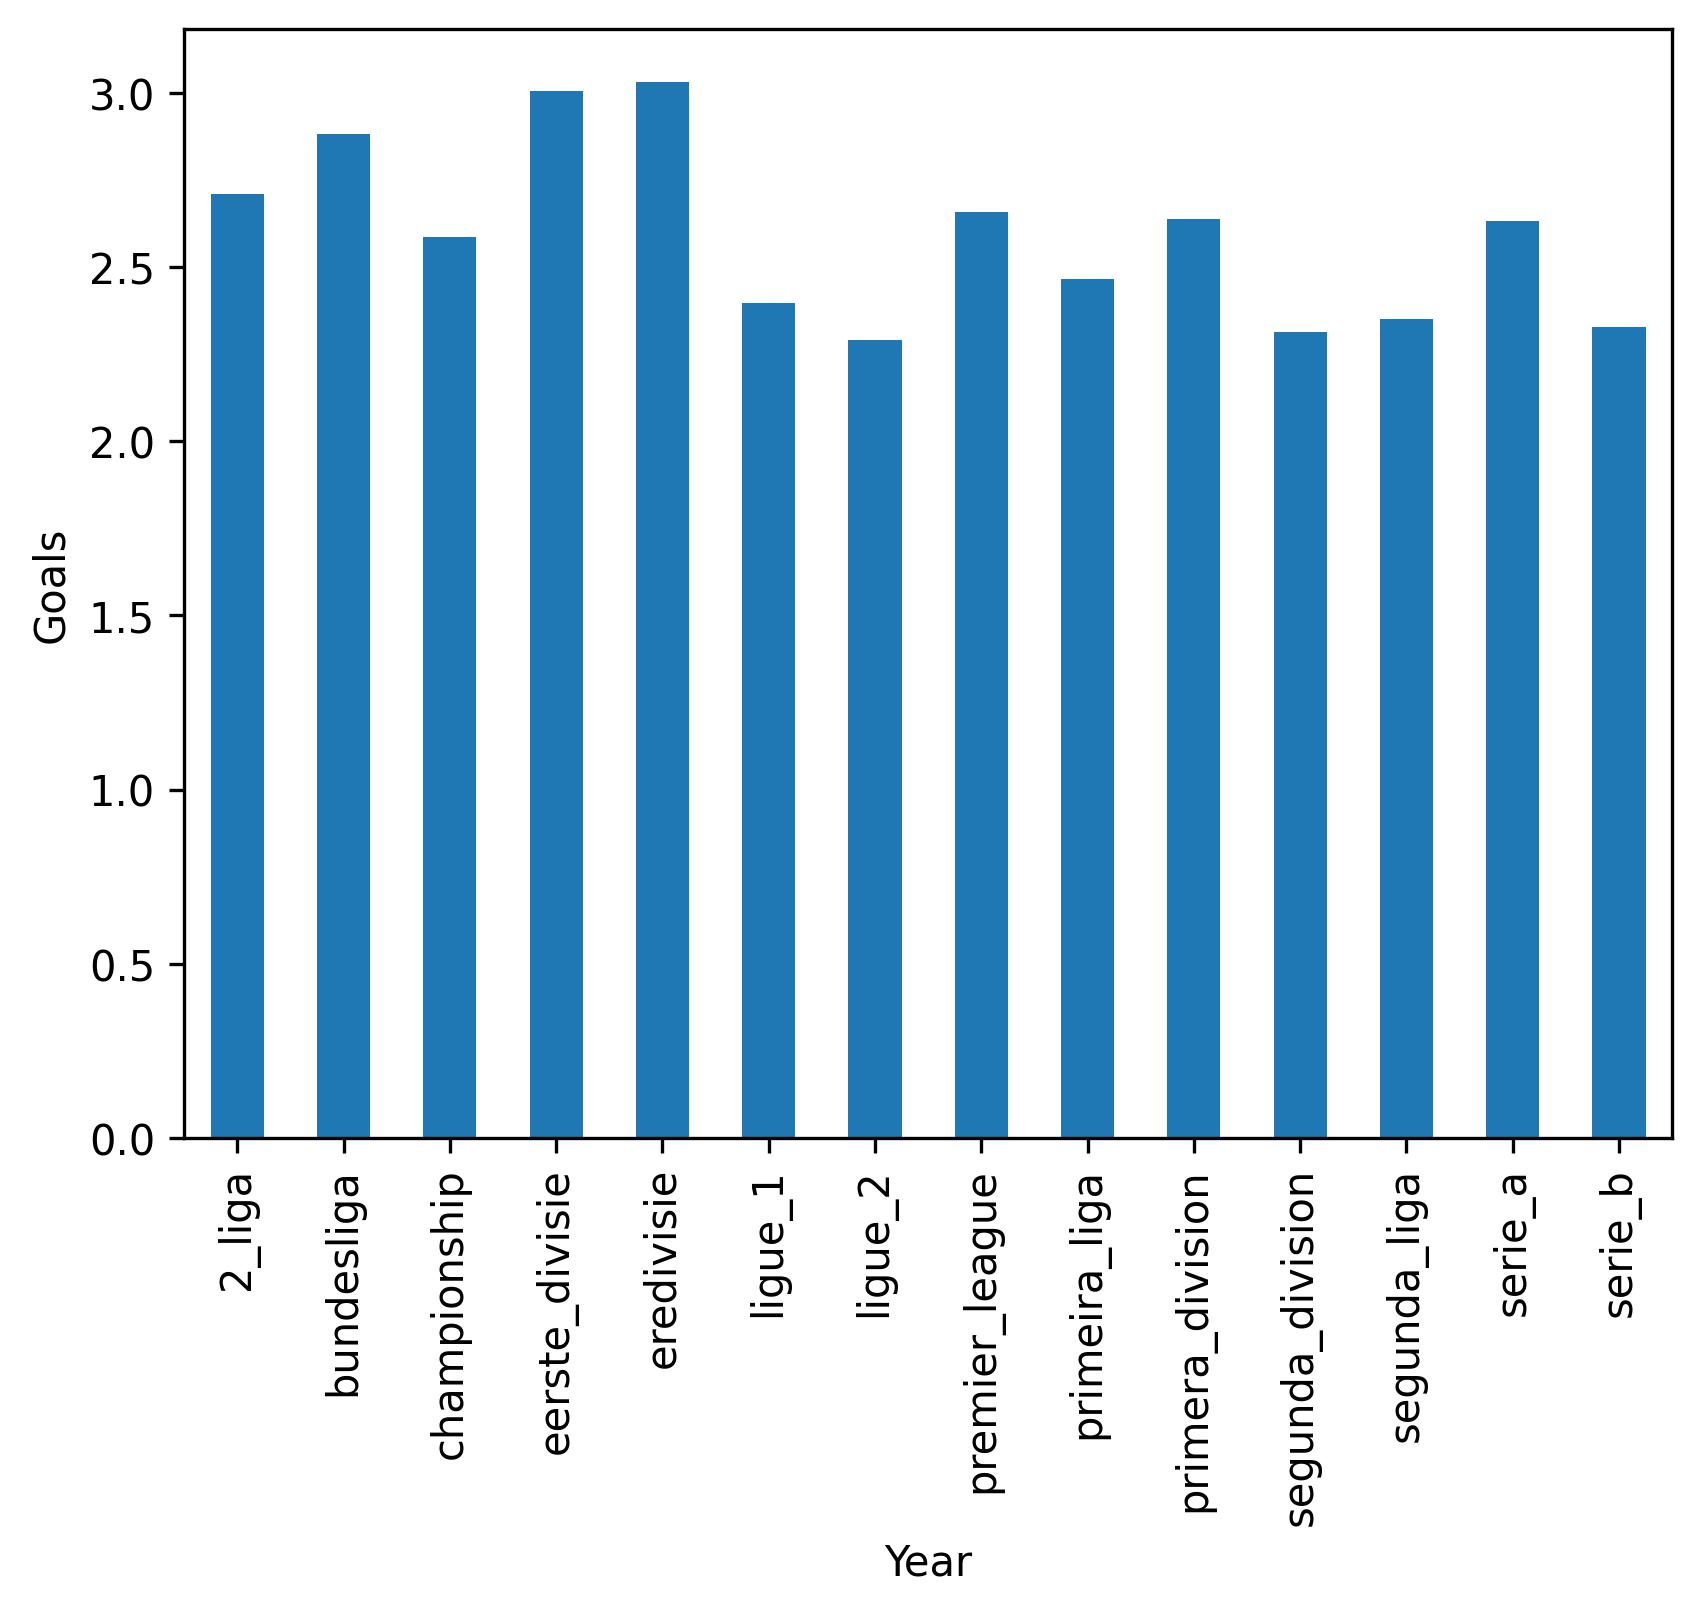 3.0
2.5
2.0
1.5
1.0
0.5
0.0
Goals
2_liga
bundesliga
championship
eerste_divisie
eredivisie
ligue_1
ligue_2
premier_league
primeira_liga
primera_division
segunda_division
segunda_liga
serie_a
serie_b
Year